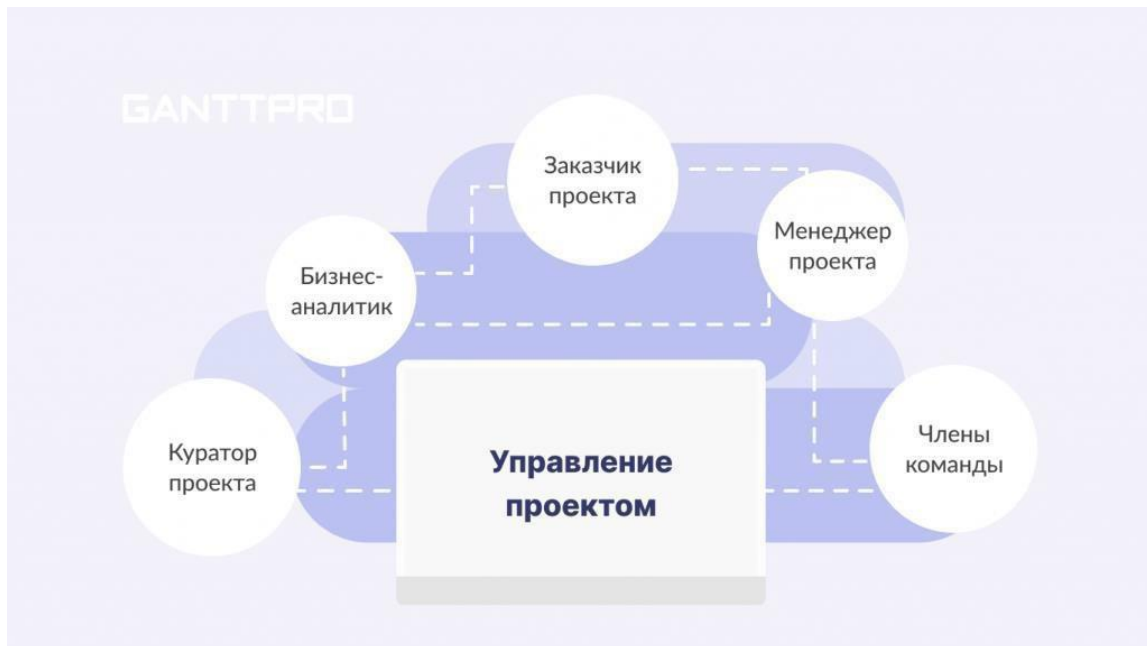 GANTTPRO
Заказчик
проекта
Менеджер
проекта
Бизнес-
аналитик
Куратор
проекта
Управление
проектом
Члены
команды